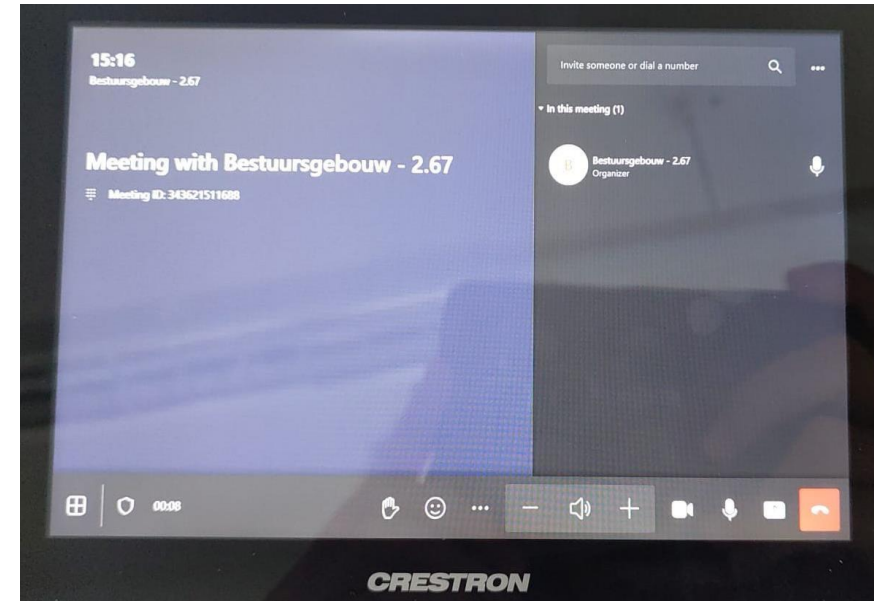 15:16
Bestuursgebouw - 2.67
Meeting with Bestuursgebouw - 2.67
Meeting ID: 343621511688
Invite someone or dial a number
In this meeting (1)
B
Bestuursgebouw - 2.67
Organizer
00:08
CRESTRON